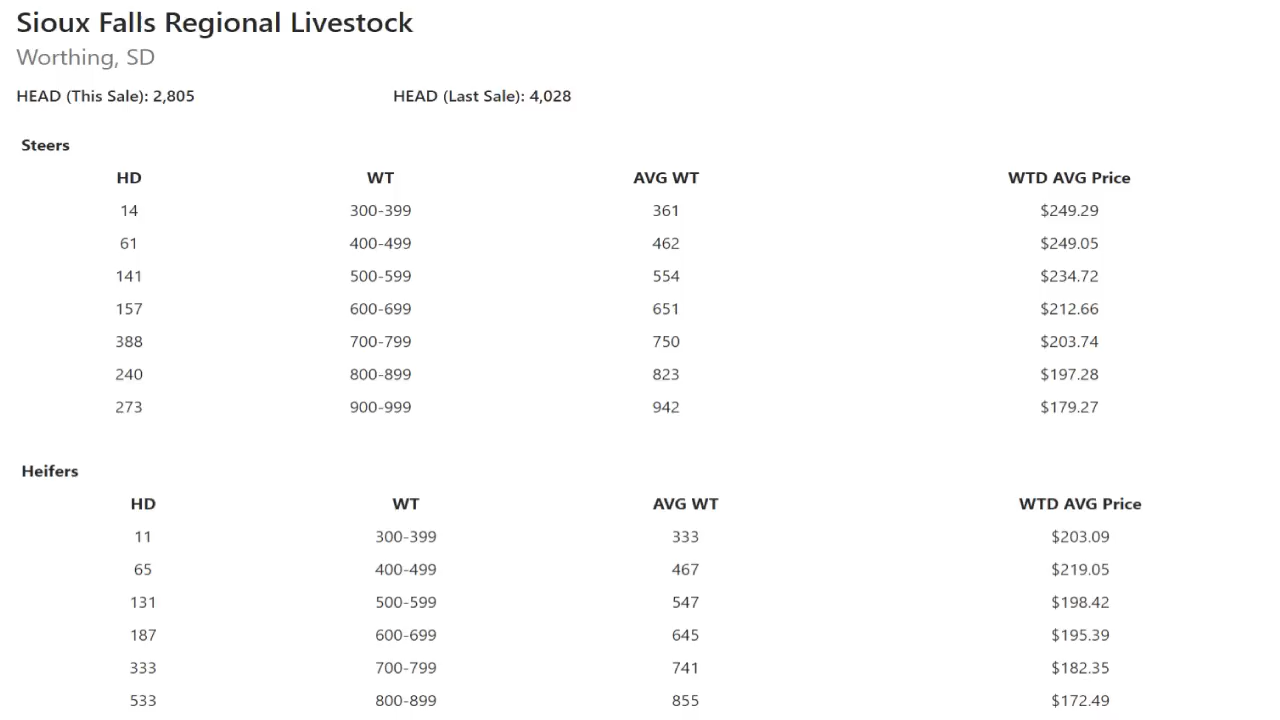 Sioux Falls Regional Livestock
Worthing, SD
HEAD (This Sale): 2,805 HEAD (Last Sale): 4,028
Steers
HD WT AVG WT WTD AVG Price
14 300-399 361 $249.29
61 400-499 462 $249.05
141 500-599 554 $234.72
157 600-699 651 $212.66
388 700-799 750 $203.74
240 800-899 823 $197.28
273 900-999 942 $179.27
Heifers
HD WT AVG WT WTD AVG Price
11 300-399 333 $203.09
65 400-499 467 $219.05
131 500-599 547 $198.42
187 600-699 645 $195.39
333 700-799 741 $182.35
533 800-899 855 $172.49